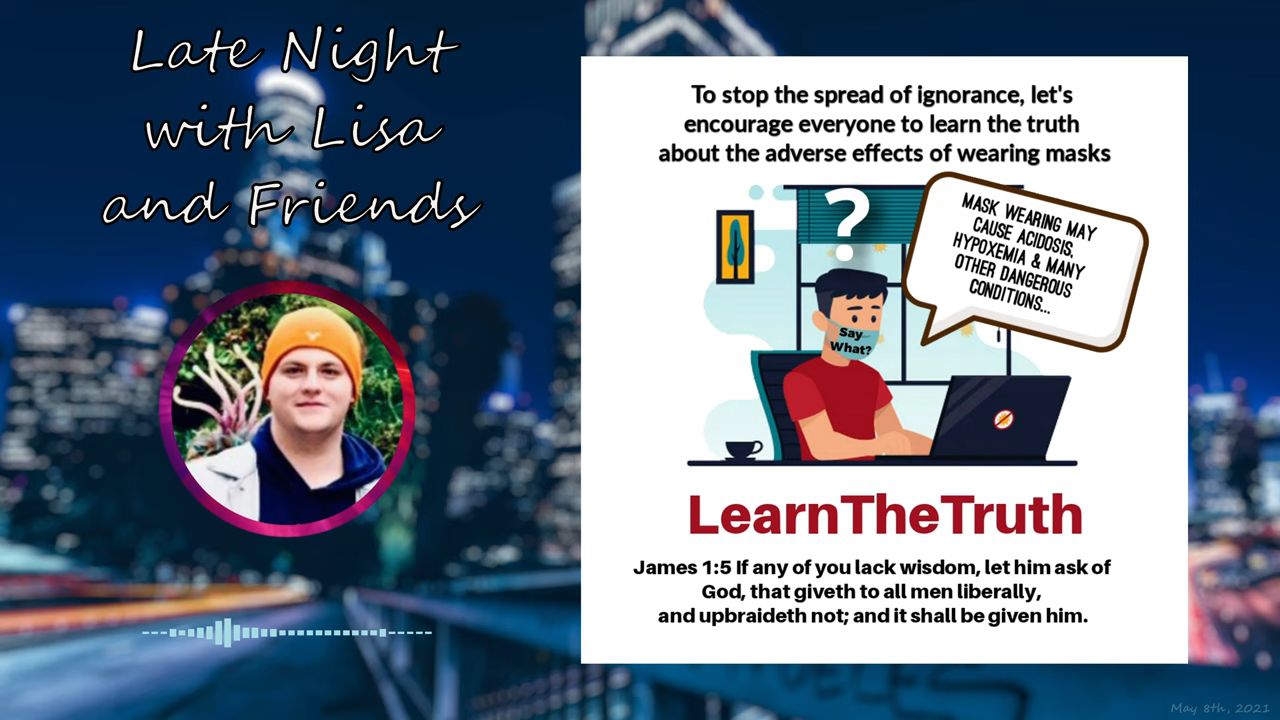 Late Night
with Lisa
and Friends
To stop the spread of ignorance, let's
encourage everyone to learn the truth
about the adverse effects of wearing masks
?
MASK WEARING MAY
CAUSE ACIDOSIS,
HYPOXEMIA & MANY
OTHER DANGEROUS
CONDITIONS...
Say
What?
LearnTheTruth
James 1:5 If any of you lack wisdom, let him ask of
God, that giveth to all men liberally,
and upbraideth not; and it shall be given him.
May 8th, 2021